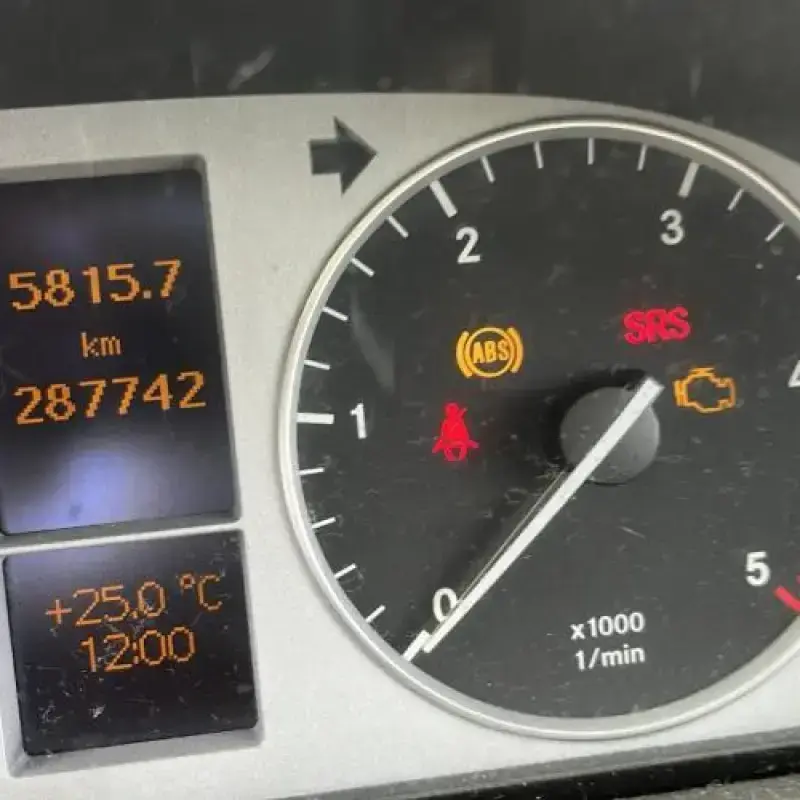 5815.7
km
287742
+25.0 °C
12:00
0
1
2
3
4
5
ABS
SRS
x1000
1/min